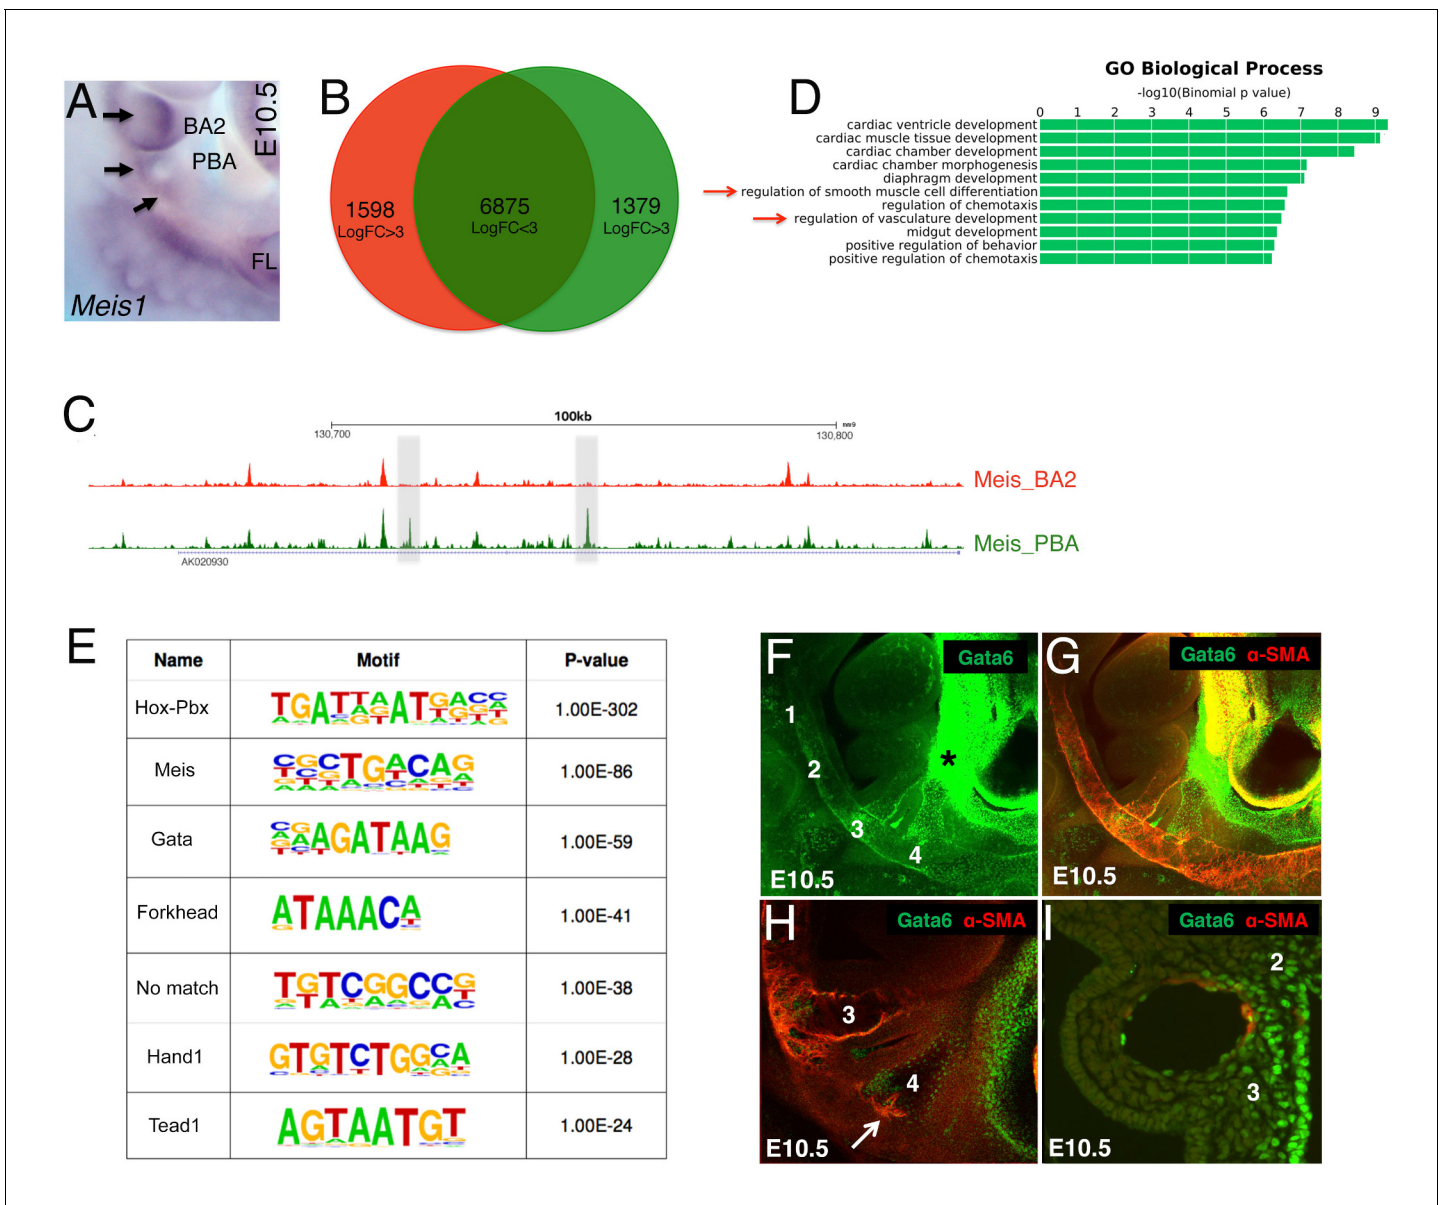 A
BA2
PBA
E10.5
FL
Meis1
B
1598
LogFC>3
6875
LogFC<3
1379
LogFC>3
D
GO Biological Process
-log10(Binomial p value)
0 1 2 3 4 5 6 7 8 9
cardiac ventricle development
cardiac muscle tissue development
cardiac chamber development
cardiac chamber morphogenesis
diaphragm development
regulation of smooth muscle cell differentiation
regulation of chemotaxis
regulation of vasculature development
midgut development
positive regulation of behavior
positive regulation of chemotaxis
C
100kb
mm9
130,700
130,800
Meis_BA2
Meis_PBA
AK020930
E
Name Motif P-value
Hox-Pbx TGATTAATGACC 1.00E-302
Meis CGCTGACAG 1.00E-86
Gata CGAGATAAG 1.00E-59
Forkhead ATAAACA 1.00E-41
No match TGTCGGCCG 1.00E-38
Hand1 GTGTCTGGCA 1.00E-28
Tead1 AGTAATGT 1.00E-24
F
Gata6
1
2
3
4
*
E10.5
G
Gata6 α-SMA
E10.5
H
Gata6 α-SMA
3
4
E10.5
I
Gata6 α-SMA
2
3
E10.5